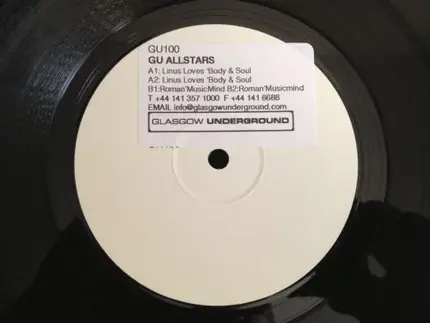 GU100
GU ALLSTARS
A1: Linus Loves 'Body & Soul
A2: Linus Loves 'Body & Soul
B1:Roman'MusicMind B2:Roman'Musicmind
T +44 141 357 1000 F +44 141 6688
EMAIL info@glasgowunderground.com
GLASGOW UNDERGROUND